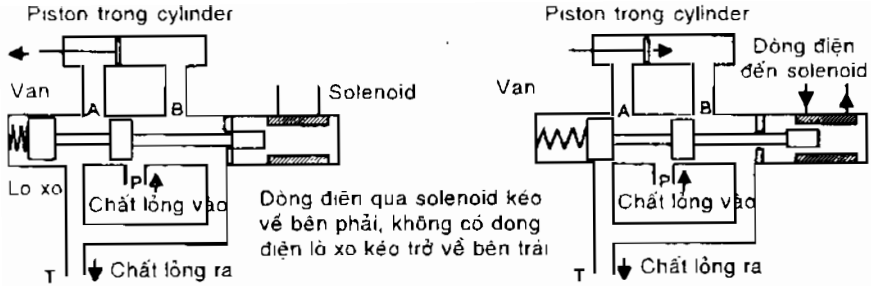 Piston trong cylinder
Van
A
B
Solenoid
Lo xo
P
Chất lỏng vào
T
Chất lỏng ra
Dòng điện qua solenoid kéo
về bên phải, không có dong
điện lò xo kéo trở về bên trái
Piston trong cylinder
Dòng điện
đến solenoid
Van
A
B
P
Chất lỏng vào
T
Chất lỏng ra